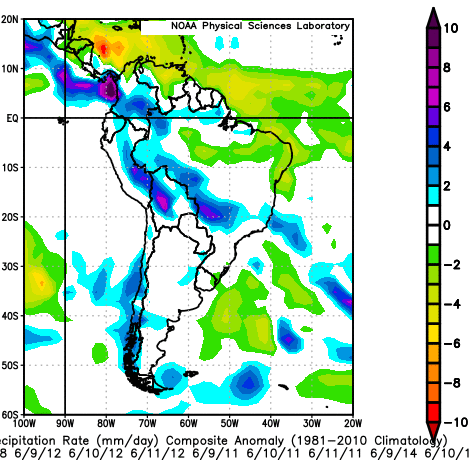 NOAA Physical Sciences Laboratory
20N
10N
EQ
10S
20S
30S
40S
50S
60S
100W 90W 80W 70W 60W 50W 40W 30W 20W
10
8
6
4
2
0
−2
−4
−6
−8
−10
ecipitation Rate (mm/day) Composite Anomaly (1981−2010 Climatology)
8 6/9/12 6/10/12 6/11/12 6/9/11 6/10/11 6/11/11 6/9/14 6/10/1